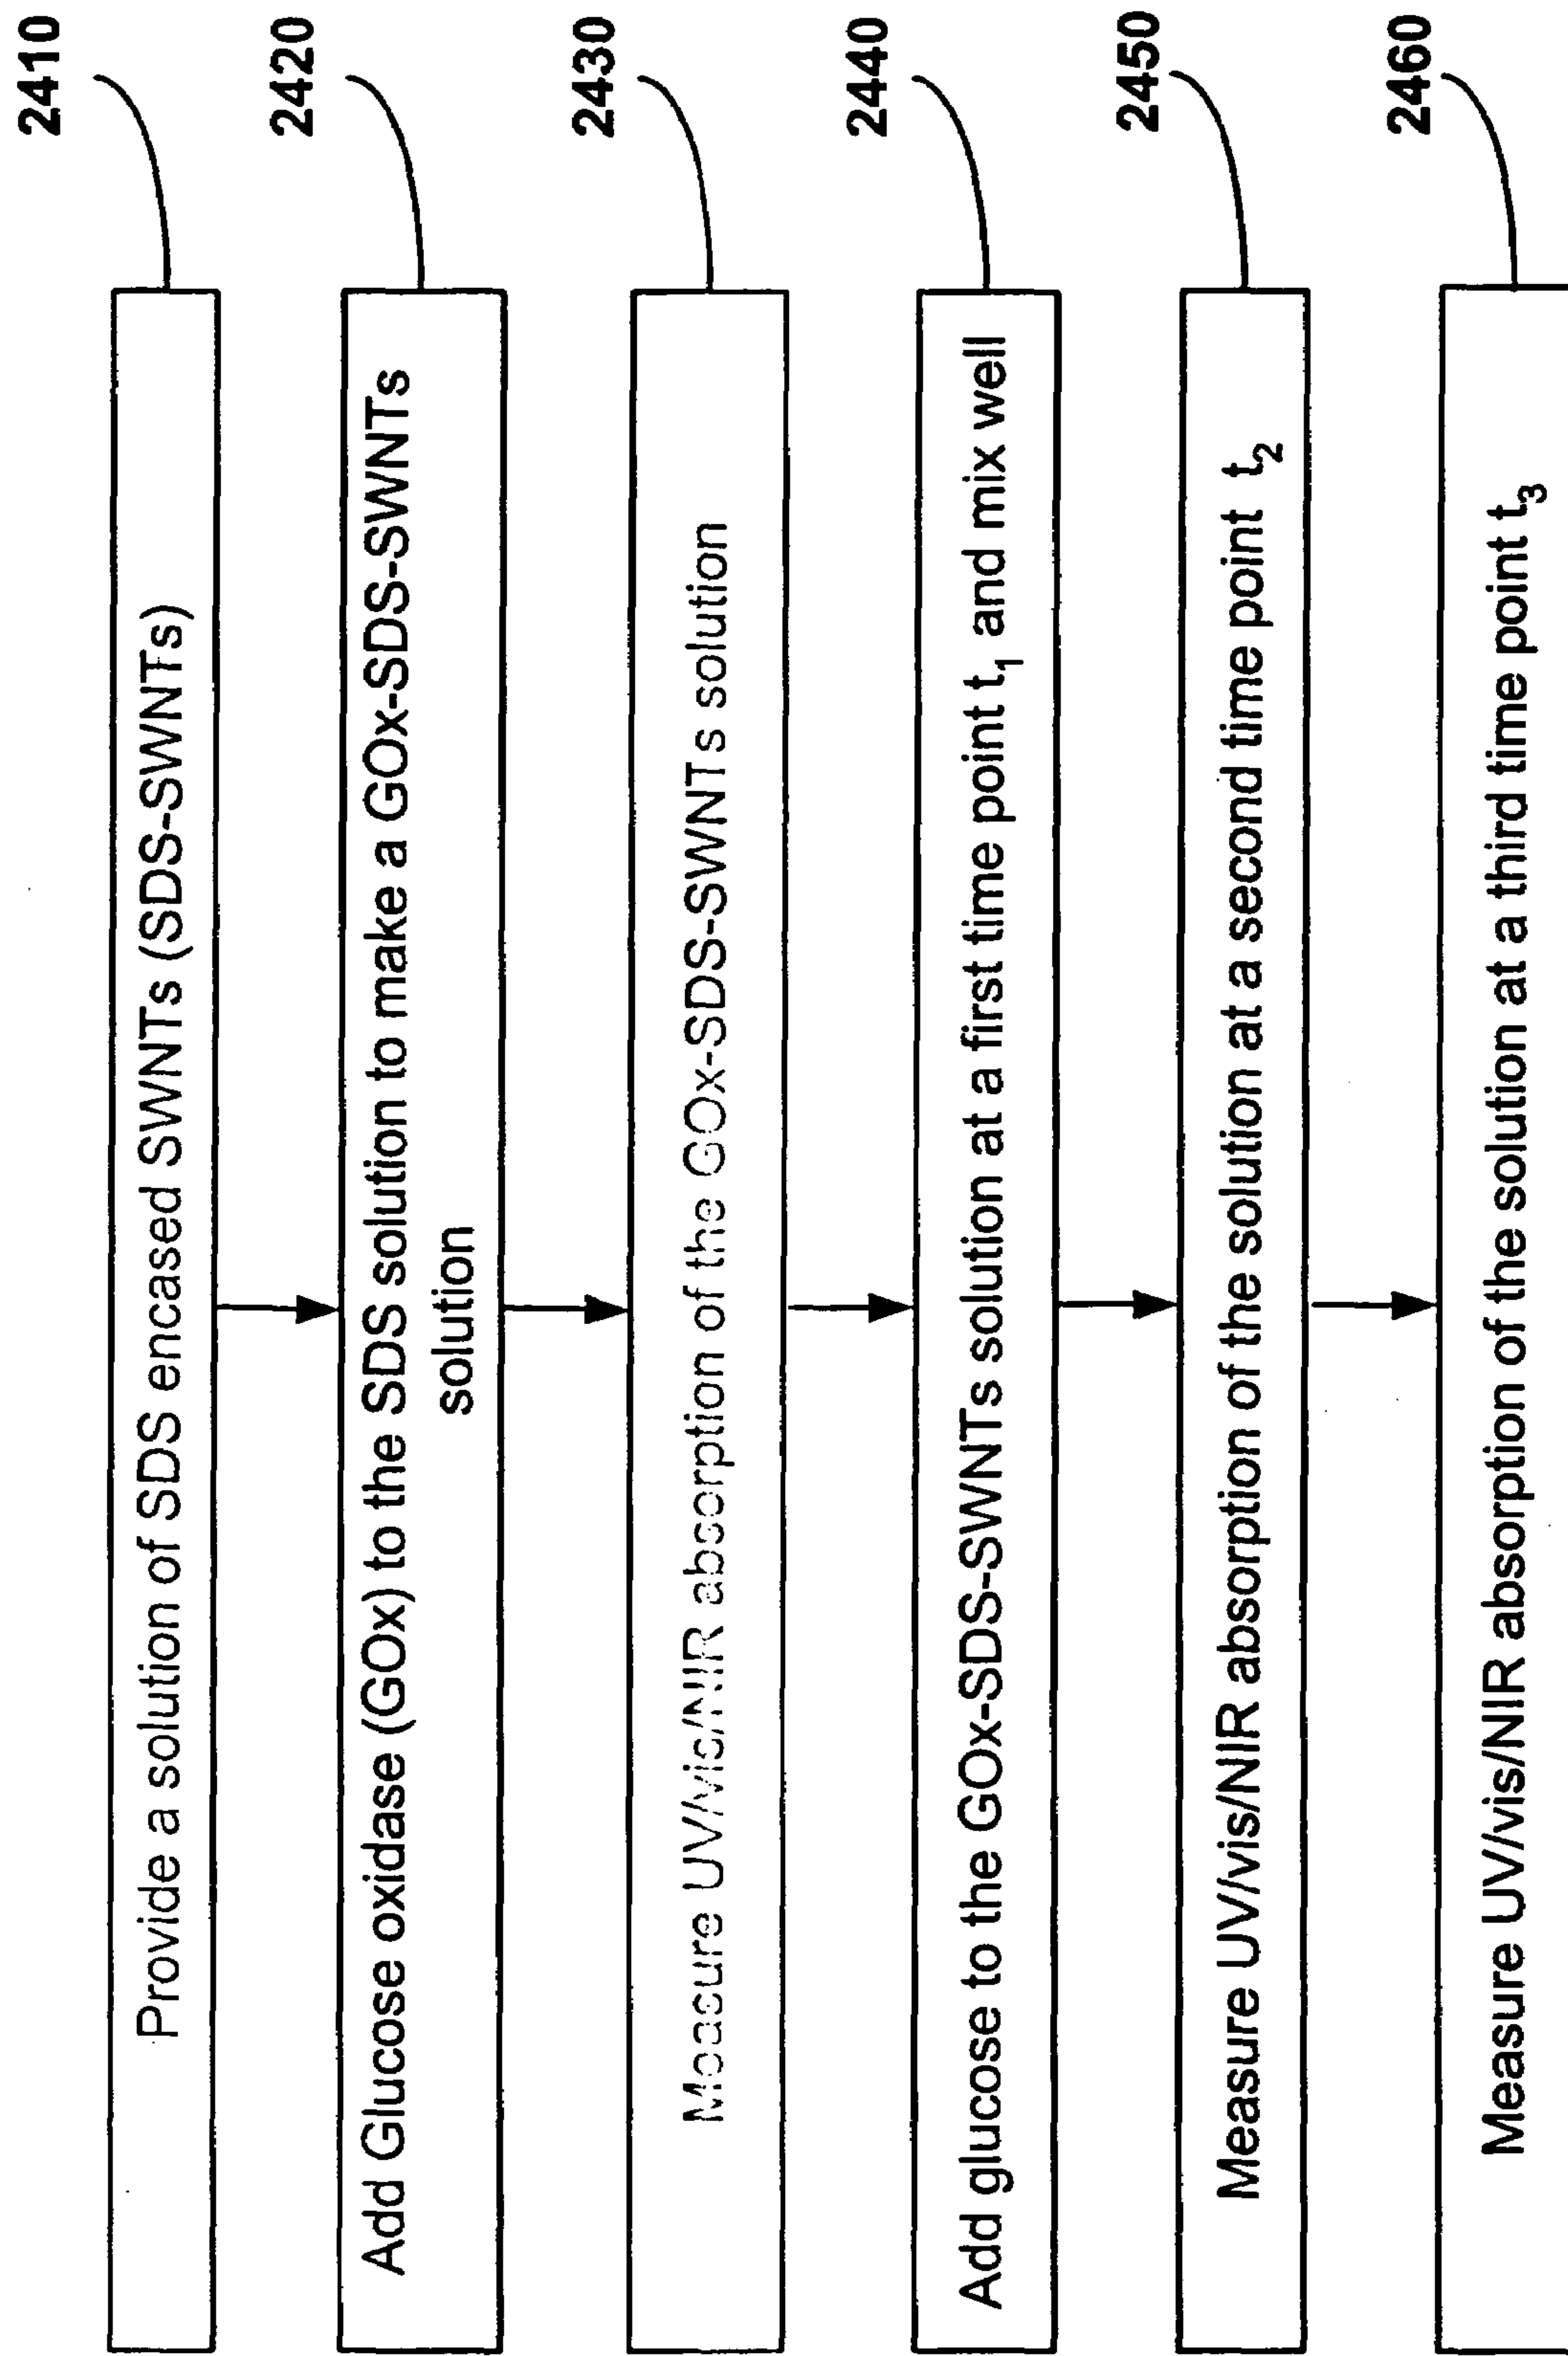 2410
Provide a solution of SDS encased SWNTs (SDS-SWNTs)
2420
Add Glucose oxidase (GOx) to the SDS solution to make a GOx-SDS-SWNTs
solution
2430
Measure UV/vis/NIR absorption of the GOx-SDS-SWNTs solution
2440
Add glucose to the GOx-SDS-SWNTs solution at a first time point t₁ and mix well
2450
Measure UV/vis/NIR absorption of the solution at a second time point t₂
2460
Measure UV/vis/NIR absorption of the solution at a third time point t₃